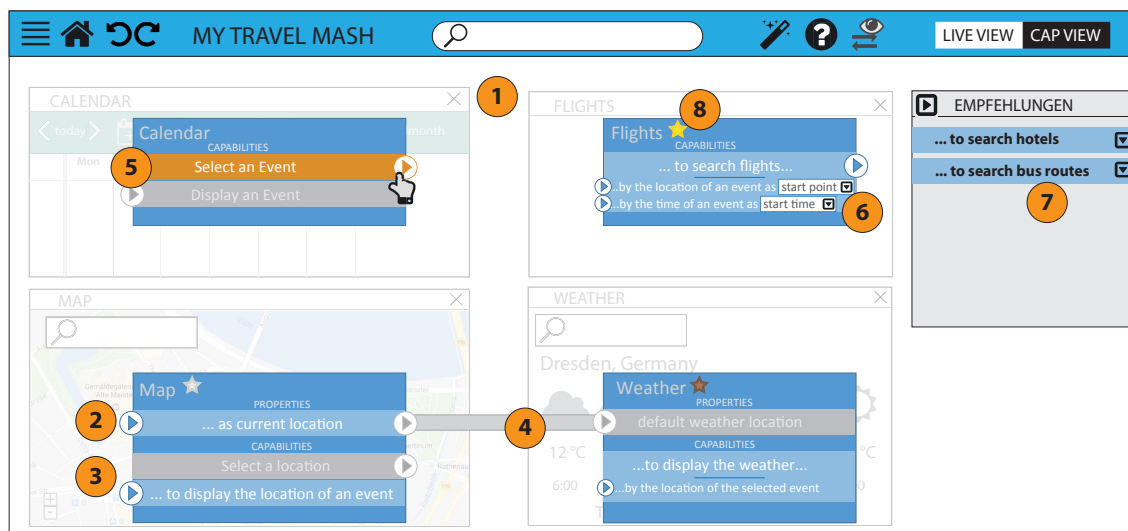 MY TRAVEL MASH
LIVE VIEW CAP VIEW
CALENDAR
today
month
Mon
Calendar
CAPABILITIES
Select an Event
Display an Event
1
5
FLIGHTS
8
Flights
CAPABILITIES
... to search flights...
...by the location of an event as start point
...by the time of an event as start time
6
EMPFEHLUNGEN
... to search hotels
... to search bus routes
7
MAP
Map
PROPERTIES
... as current location
CAPABILITIES
Select a location
... to display the location of an event
2
3
4
WEATHER
Dresden, Germany
Weather
PROPERTIES
default weather location
CAPABILITIES
...to display the weather...
...by the location of the selected event
12 °C
°C
6:00
0
T